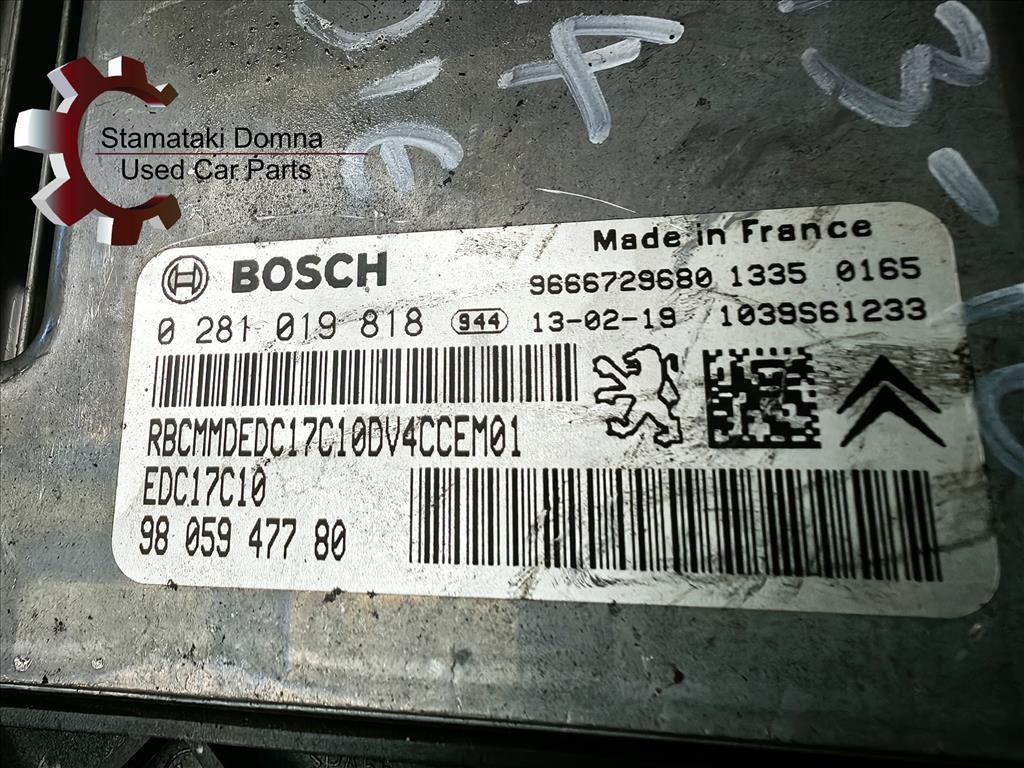 Stamataki Domna
Used Car Parts
Made in France
BOSCH
9666729680 1335 0165
0 281 019 818 944 13-02-19 1039S61233
RBCMMDEDC17C10DV4CCEM01
EDC17C10
98 059 477 80